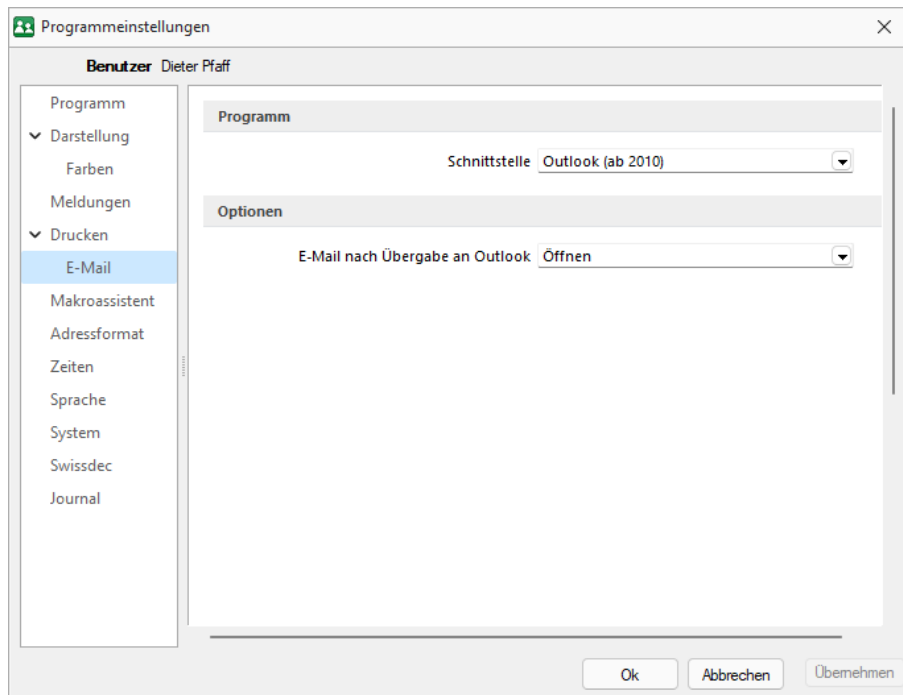 Programmeinstellungen
Benutzer Dieter Pfaff
Programm
Darstellung
Farben
Meldungen
Drucken
E-Mail
Makroassistent
Adressformat
Zeiten
Sprache
System
Swissdec
Journal
Programm
Schnittstelle Outlook (ab 2010)
Optionen
E-Mail nach Übergabe an Outlook Öffnen
Ok Abbrechen Übernehmen